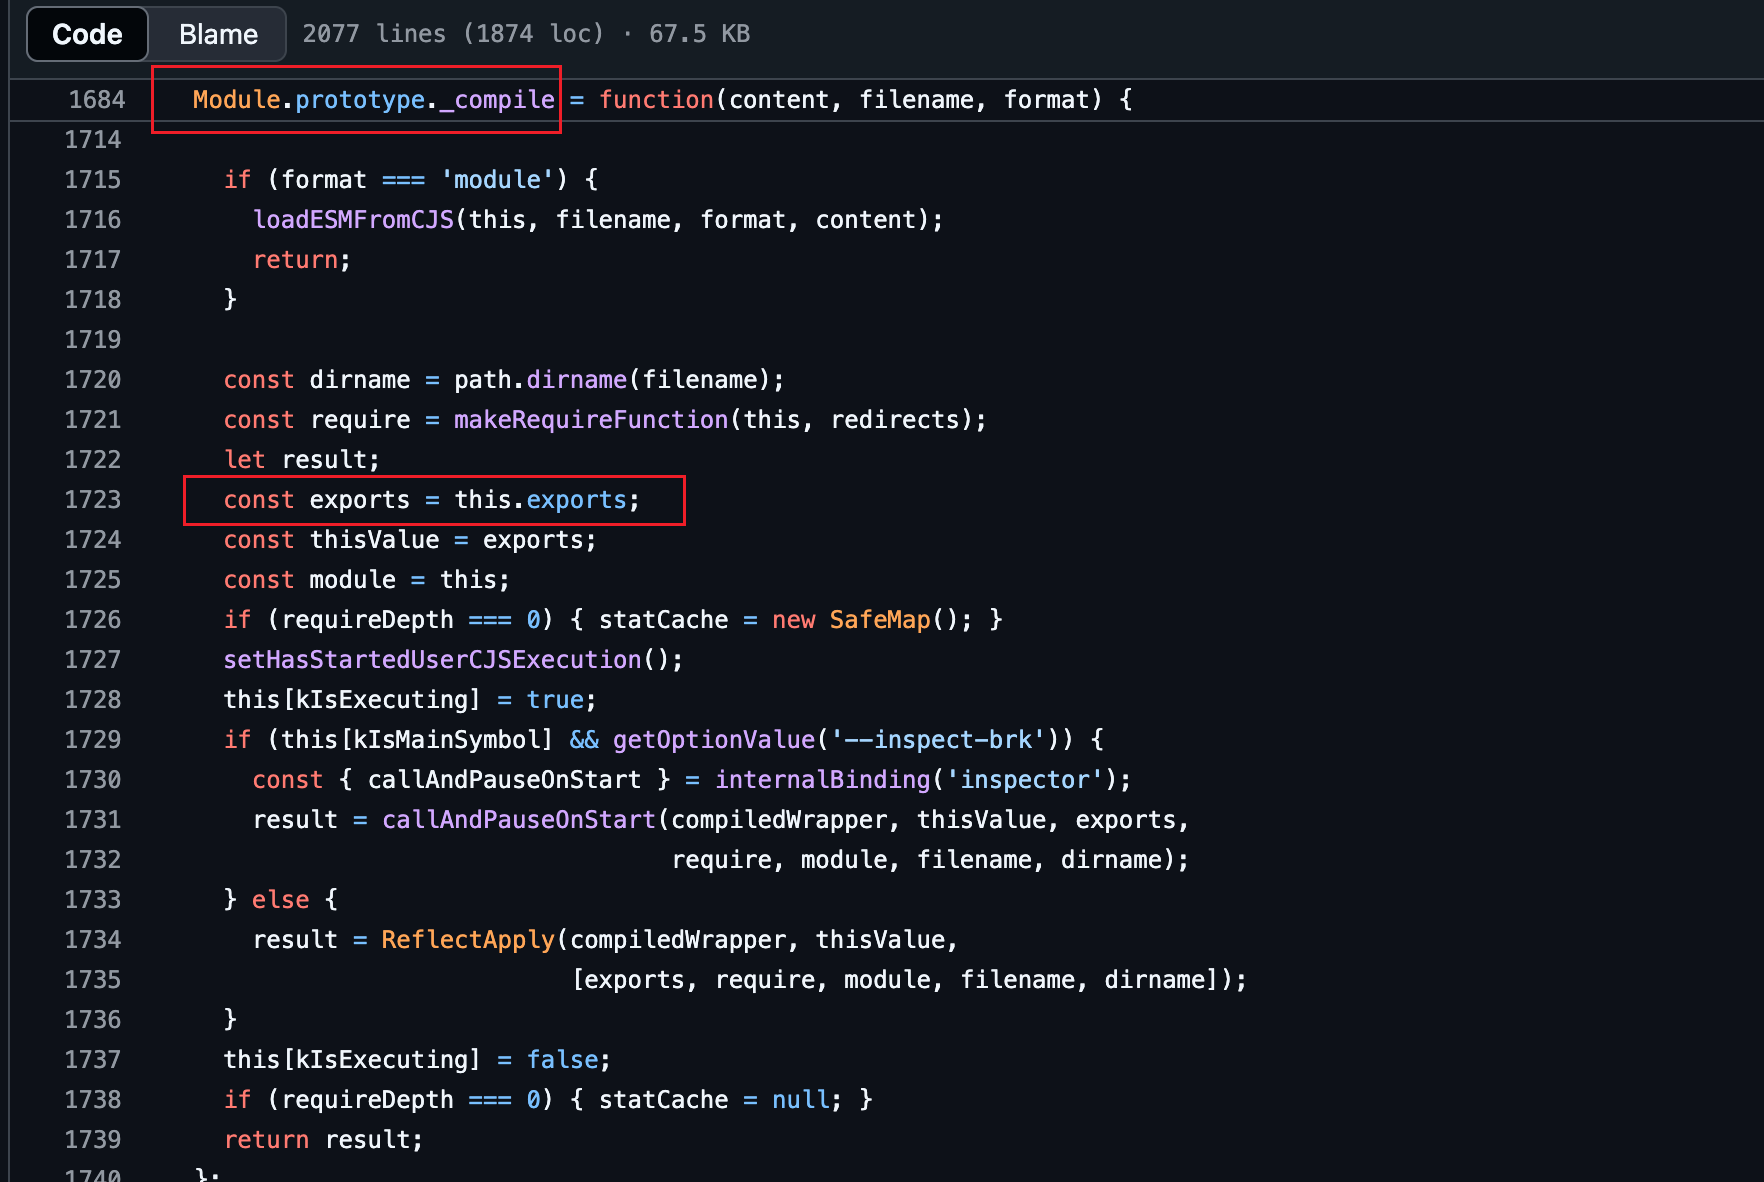 Code Blame 2077 lines (1874 loc) · 67.5 KB
1684 Module.prototype._compile = function(content, filename, format) {
1714
1715 if (format === 'module') {
1716 loadESMFromCJS(this, filename, format, content);
1717 return;
1718 }
1719
1720 const dirname = path.dirname(filename);
1721 const require = makeRequireFunction(this, redirects);
1722 let result;
1723 const exports = this.exports;
1724 const thisValue = exports;
1725 const module = this;
1726 if (requireDepth === 0) { statCache = new SafeMap(); }
1727 setHasStartedUserCJSExecution();
1728 this[kIsExecuting] = true;
1729 if (this[kIsMainSymbol] && getOptionValue('--inspect-brk')) {
1730 const { callAndPauseOnStart } = internalBinding('inspector');
1731 result = callAndPauseOnStart(compiledWrapper, thisValue, exports,
1732 require, module, filename, dirname);
1733 } else {
1734 result = ReflectApply(compiledWrapper, thisValue,
1735 [exports, require, module, filename, dirname]);
1736 }
1737 this[kIsExecuting] = false;
1738 if (requireDepth === 0) { statCache = null; }
1739 return result;
1740 };